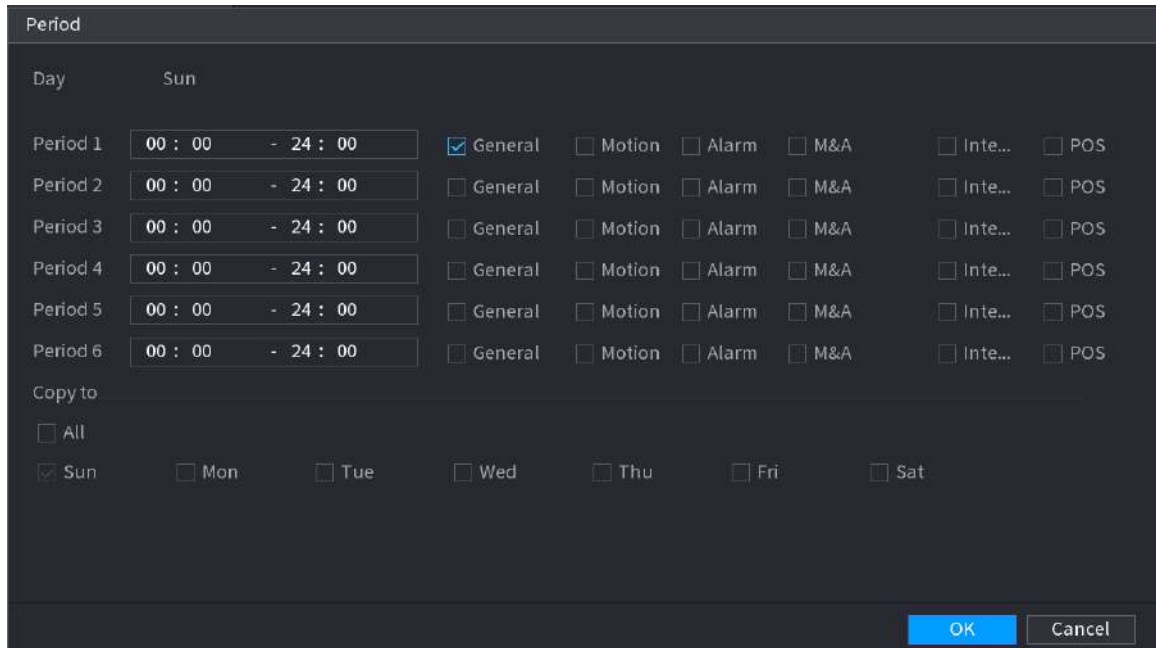 Period
Day Sun
Period 1 00 : 00 - 24 : 00 General Motion Alarm M&A Inte... POS
Period 2 00 : 00 - 24 : 00 General Motion Alarm M&A Inte... POS
Period 3 00 : 00 - 24 : 00 General Motion Alarm M&A Inte... POS
Period 4 00 : 00 - 24 : 00 General Motion Alarm M&A Inte... POS
Period 5 00 : 00 - 24 : 00 General Motion Alarm M&A Inte... POS
Period 6 00 : 00 - 24 : 00 General Motion Alarm M&A Inte... POS
Copy to
All
Sun Mon Tue Wed Thu Fri Sat
OK Cancel